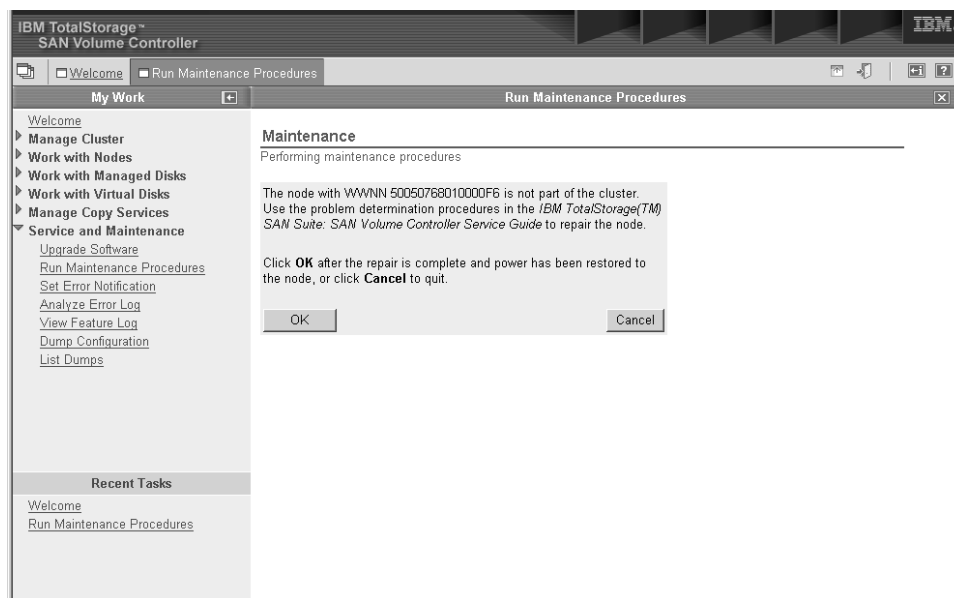 IBM TotalStorage™
SAN Volume Controller
IBM
Welcome
Run Maintenance Procedures
My Work
Run Maintenance Procedures
Welcome
Manage Cluster
Work with Nodes
Work with Managed Disks
Work with Virtual Disks
Manage Copy Services
Service and Maintenance
Upgrade Software
Run Maintenance Procedures
Set Error Notification
Analyze Error Log
View Feature Log
Dump Configuration
List Dumps
Recent Tasks
Welcome
Run Maintenance Procedures
Maintenance
Performing maintenance procedures
The node with WWNN 50050768010000F6 is not part of the cluster.
Use the problem determination procedures in the IBM TotalStorage(TM)
SAN Suite: SAN Volume Controller Service Guide to repair the node.
Click OK after the repair is complete and power has been restored to
the node, or click Cancel to quit.
OK
Cancel